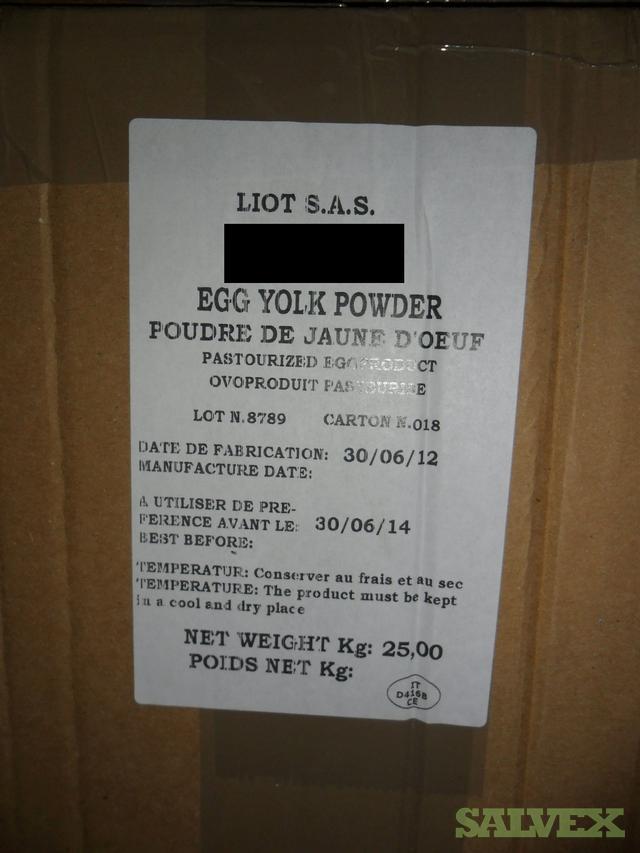 LIOT S.A.S.
EGG YOLK POWDER
POUDRE DE JAUNE D'OEUF
PASTOURIZED EGGPRODUCT
OVOPRODUIT PASTOURIZE
LOT N.8789 CARTON N.018
DATE DE FABRICATION: 30/06/12
MANUFACTURE DATE:
A UTILISER DE PRE-
FERENCE AVANT LE: 30/06/14
BEST BEFORE:
TEMPERATUR: Conserver au frais et au sec
TEMPERATURE: The product must be kept
in a cool and dry place
NET WEIGHT Kg: 25,00
POIDS NET Kg:
IT
D416B
CE
SALVEX